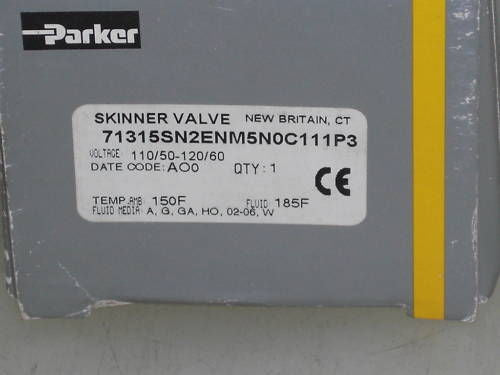 Parker
SKINNER VALVE NEW BRITAIN, CT
71315SN2ENM5N0C111P3
VOLTAGE: 110/50-120/60
DATE CODE: AO0 QTY: 1
CE
TEMP.AMB 150F FLUID 185F
FLUID MEDIA: A, G, GA, HO, 02-06, W